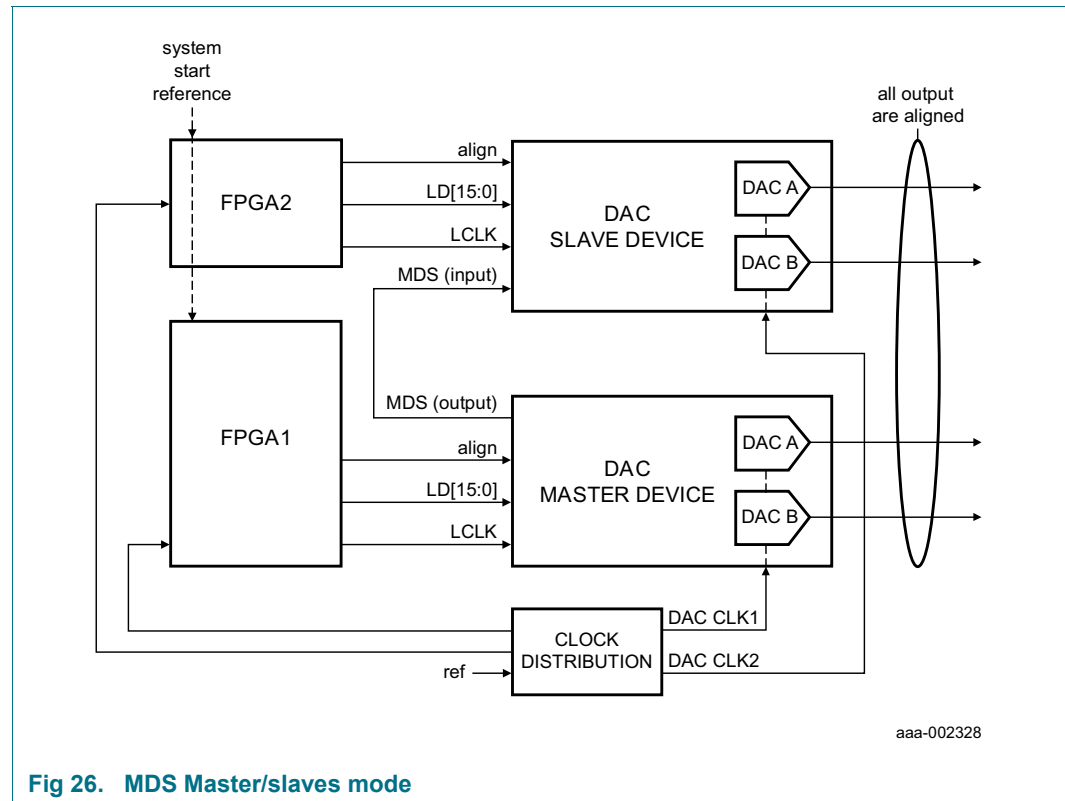 system
start
reference
all output
are aligned
FPGA2
align
LD[15:0]
LCLK
MDS (input)
DAC
SLAVE DEVICE
DAC A
DAC B
FPGA1
MDS (output)
align
LD[15:0]
LCLK
DAC
MASTER DEVICE
DAC A
DAC B
CLOCK
DISTRIBUTION
DAC CLK1
DAC CLK2
ref
aaa-002328
Fig 26. MDS Master/slaves mode